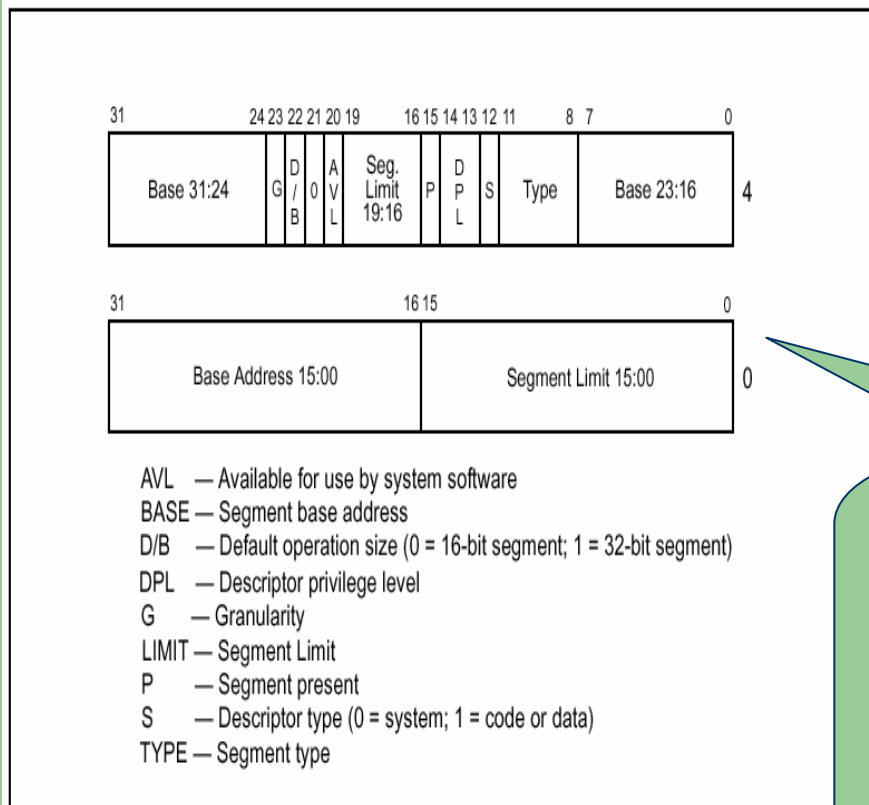 31 24 23 22 21 20 19 16 15 14 13 12 11 8 7 0
Base 31:24 G D/B 0 AVL Seg. Limit 19:16 P DPL S Type Base 23:16 4
31 16 15 0
Base Address 15:00 Segment Limit 15:00 0
AVL — Available for use by system software
BASE — Segment base address
D/B — Default operation size (0 = 16-bit segment; 1 = 32-bit segment)
DPL — Descriptor privilege level
G — Granularity
LIMIT — Segment Limit
P — Segment present
S — Descriptor type (0 = system; 1 = code or data)
TYPE — Segment type